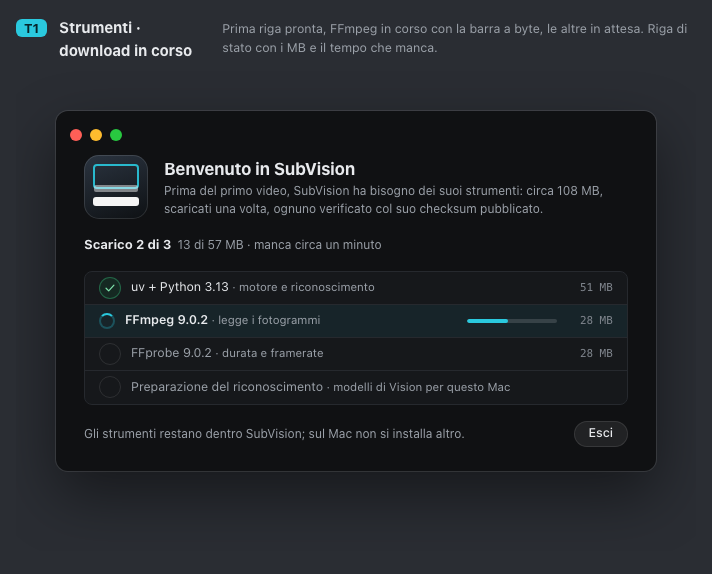 T1
Strumenti ·
download in corso
Prima riga pronta, FFmpeg in corso con la barra a byte, le altre in attesa. Riga di
stato con i MB e il tempo che manca.
Benvenuto in SubVision
Prima del primo video, SubVision ha bisogno dei suoi strumenti: circa 108 MB,
scaricati una volta, ognuno verificato col suo checksum pubblicato.
Scarico 2 di 3 13 di 57 MB · manca circa un minuto
uv + Python 3.13 · motore e riconoscimento 51 MB
FFmpeg 9.0.2 · legge i fotogrammi 28 MB
FFprobe 9.0.2 · durata e framerate 28 MB
Preparazione del riconoscimento · modelli di Vision per questo Mac
Gli strumenti restano dentro SubVision; sul Mac non si installa altro.
Esci